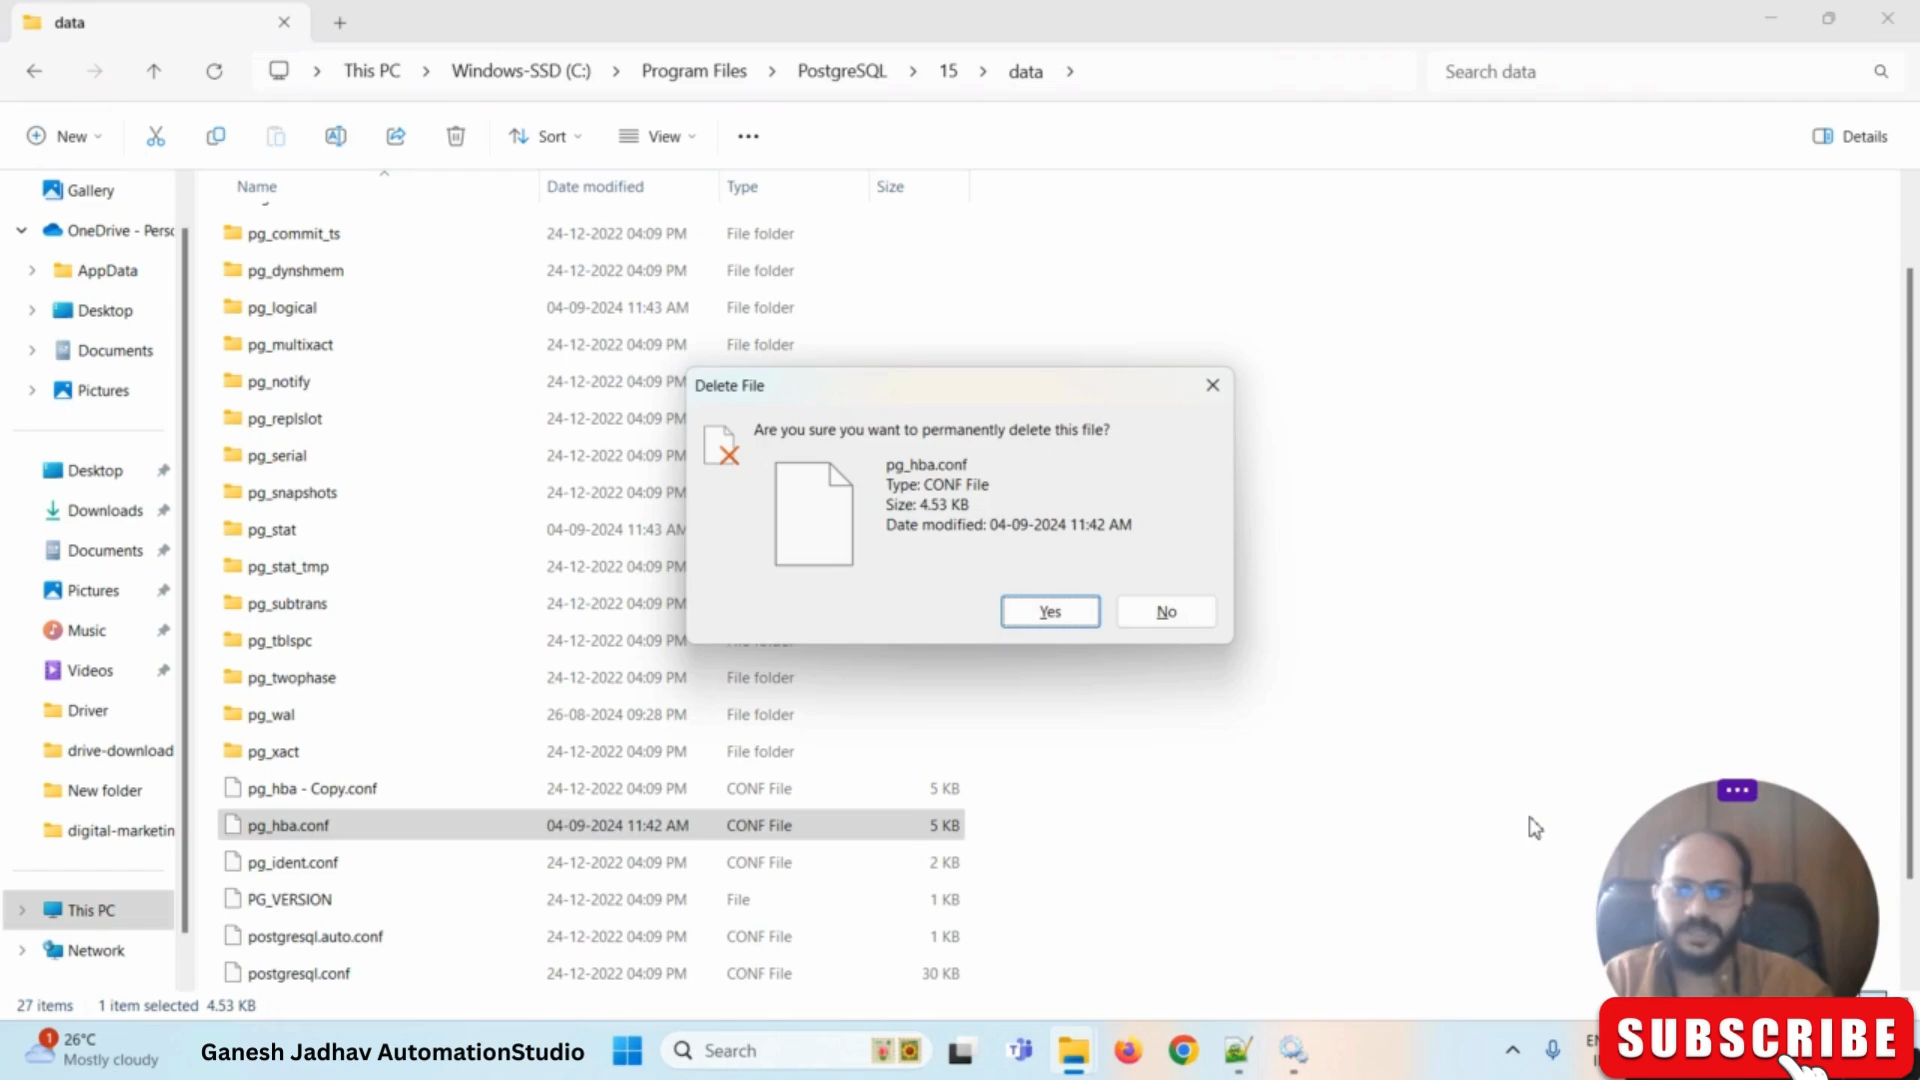 data
This PC
Windows-SSD (C:)
Program Files
PostgreSQL
15
data
Search data
New
Sort
View
Details
Name
Date modified
Type
Size
Gallery
OneDrive - Perso
AppData
Desktop
Documents
Pictures
Desktop
Downloads
Documents
Pictures
Music
Videos
Driver
drive-download
New folder
digital-marketin
This PC
Network
pg_commit_ts 24-12-2022 04:09 PM File folder
pg_dynshmem 24-12-2022 04:09 PM File folder
pg_logical 04-09-2024 11:43 AM File folder
pg_multixact 24-12-2022 04:09 PM File folder
pg_notify 24-12-2022 04:09 PM
pg_replslot 24-12-2022 04:09 PM
pg_serial 24-12-2022 04:09 PM
pg_snapshots 24-12-2022 04:09 PM
pg_stat 04-09-2024 11:43 AM
pg_stat_tmp 24-12-2022 04:09 PM
pg_subtrans 24-12-2022 04:09 PM
pg_tblspc 24-12-2022 04:09 PM
pg_twophase 24-12-2022 04:09 PM File folder
pg_wal 26-08-2024 09:28 PM File folder
pg_xact 24-12-2022 04:09 PM File folder
pg_hba - Copy.conf 24-12-2022 04:09 PM CONF File 5 KB
pg_hba.conf 04-09-2024 11:42 AM CONF File 5 KB
pg_ident.conf 24-12-2022 04:09 PM CONF File 2 KB
PG_VERSION 24-12-2022 04:09 PM File 1 KB
postgresql.auto.conf 24-12-2022 04:09 PM CONF File 1 KB
postgresql.conf 24-12-2022 04:09 PM CONF File 30 KB
Delete File
Are you sure you want to permanently delete this file?
pg_hba.conf
Type: CONF File
Size: 4.53 KB
Date modified: 04-09-2024 11:42 AM
Yes
No
27 items 1 item selected 4.53 KB
1
26°C
Mostly cloudy
Ganesh Jadhav AutomationStudio
Search
SUBSCRIBE